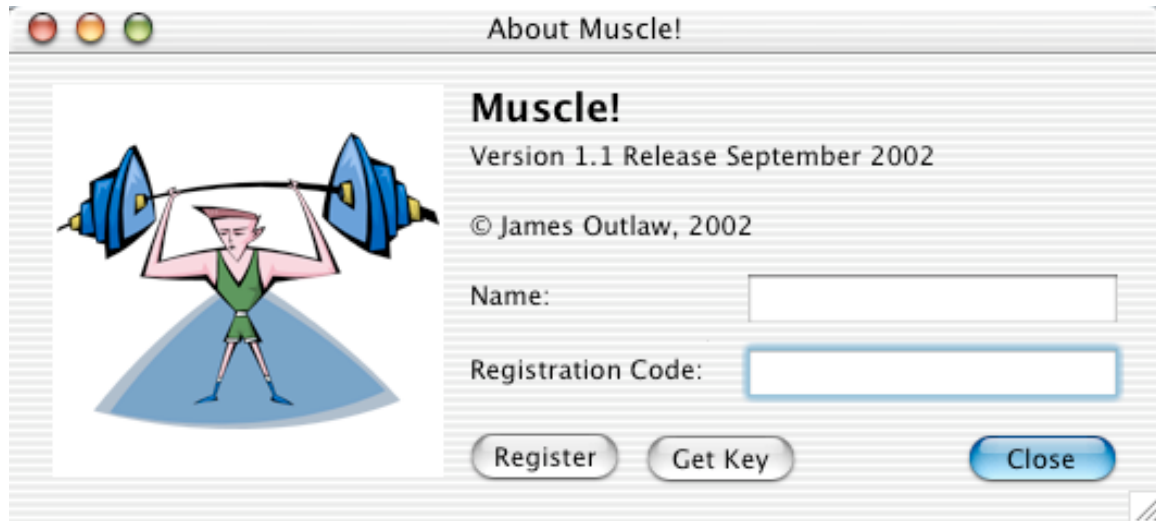 About Muscle!
Muscle!
Version 1.1 Release September 2002
© James Outlaw, 2002
Name:
Registration Code:
Register Get Key Close